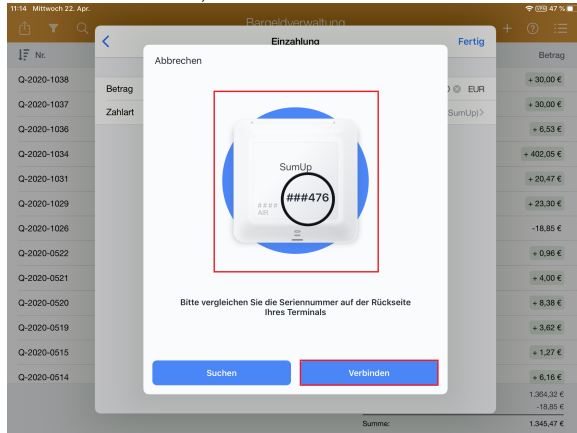 11:14 Mittwoch 22. Apr.
VPN 47 %
Bargeldverwaltung
Einzahlung
Fertig
Nr.
Betrag
Abbrechen
Q-2020-1038
+ 30,00 €
Betrag
EUR
Q-2020-1037
+ 30,00 €
Zahlart
SumUp)
Q-2020-1036
+ 6,53 €
Q-2020-1034
+ 402,05 €
SumUp
Q-2020-1031
+ 20,47 €
###476
####
AIR
Q-2020-1029
+ 23,30 €
Q-2020-1026
-18,85 €
Q-2020-0522
+ 0,96 €
Q-2020-0521
+ 4,00 €
Bitte vergleichen Sie die Seriennummer auf der Rückseite
Ihres Terminals
Q-2020-0520
+ 8,38 €
Q-2020-0519
+ 3,62 €
Q-2020-0515
+ 1,27 €
Suchen
Verbinden
Q-2020-0514
+ 6,16 €
1.364,32 €
-18,85 €
Summe:
1.345,47 €